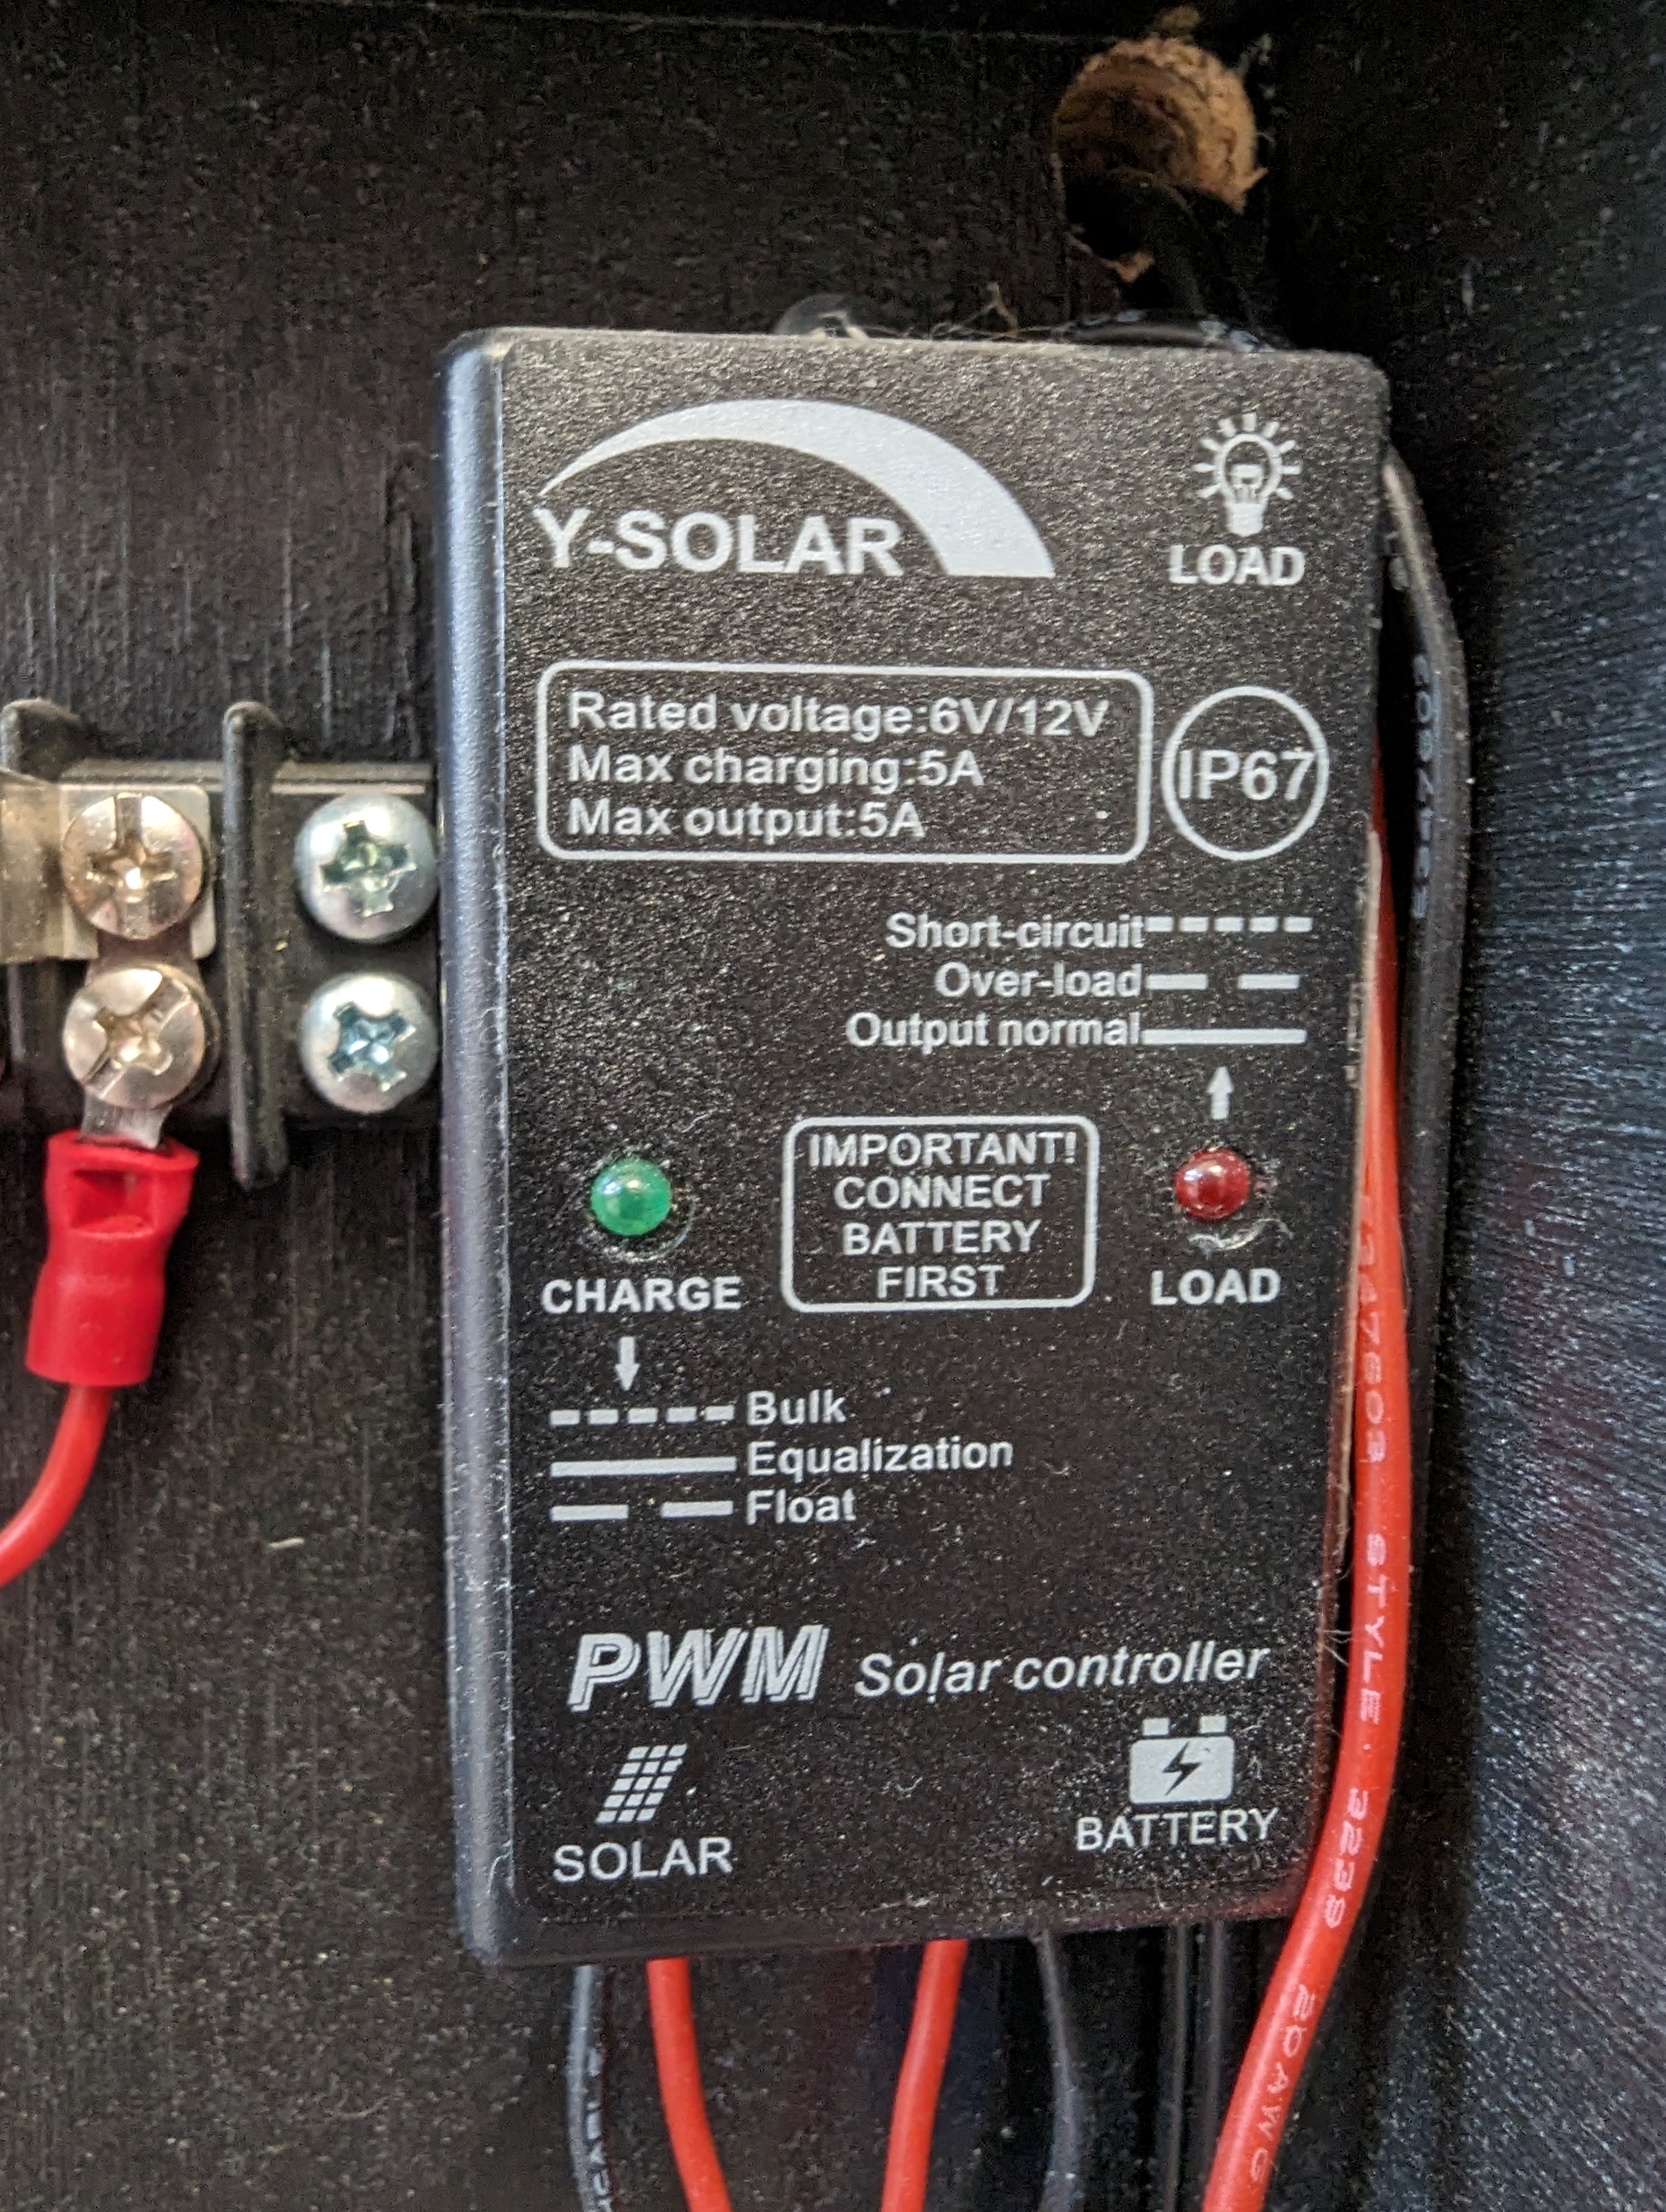 Y-SOLAR
LOAD
Rated voltage:6V/12V
Max charging:5A
Max output:5A
IP67
Short-circuit
Over-load
Output normal
IMPORTANT!
CONNECT
BATTERY
FIRST
CHARGE
LOAD
Bulk
Equalization
Float
PWM Solar controller
SOLAR
BATTERY
STYLE 3239 20AWG